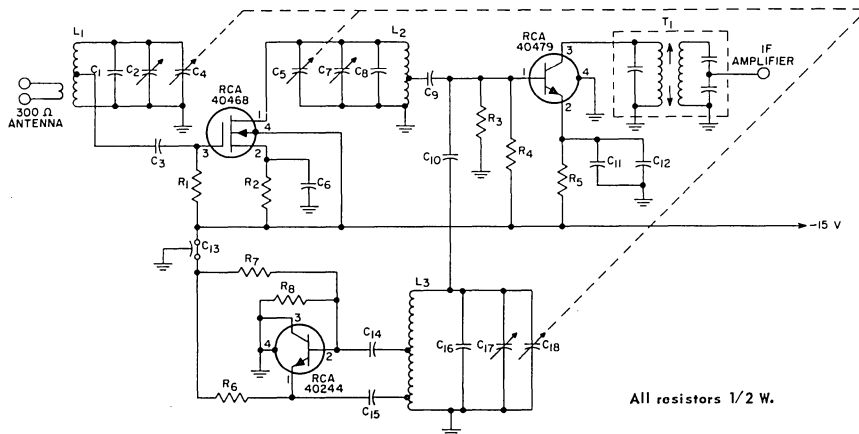 L1
C1
C2
C4
300 Ω
ANTENNA
C3
R1
RCA
40468
1
4
3
2
R2
C6
C5
C7
C8
L2
C9
C10
R3
R4
RCA
40479
3
1
4
2
R5
C11
C12
T1
IF
AMPLIFIER
-15 V
C13
R7
R8
3
4
2
1
RCA
40244
R6
C14
C15
L3
C16
C17
C18
All resistors 1/2 W.